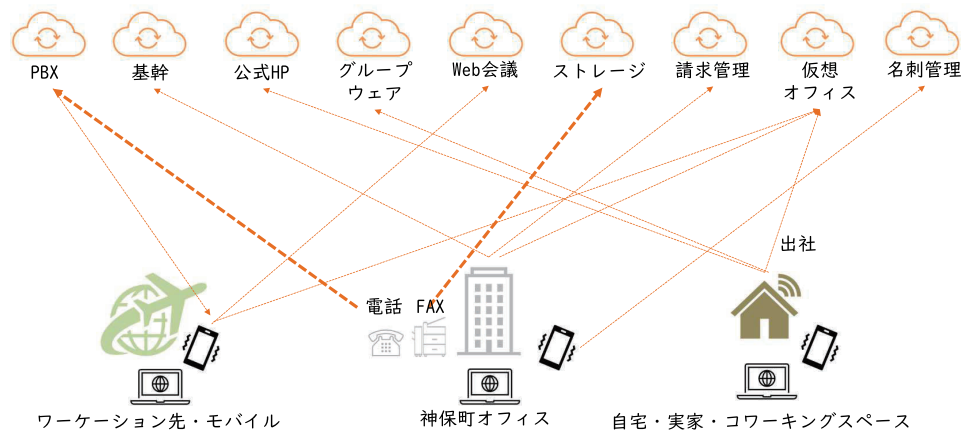 PBX
基幹
公式HP
グループ
ウェア
Web会議
ストレージ
請求管理
仮想
オフィス
名刺管理
出社
電話 FAX
ワーケーション先・モバイル
神保町オフィス
自宅・実家・コワーキングスペース